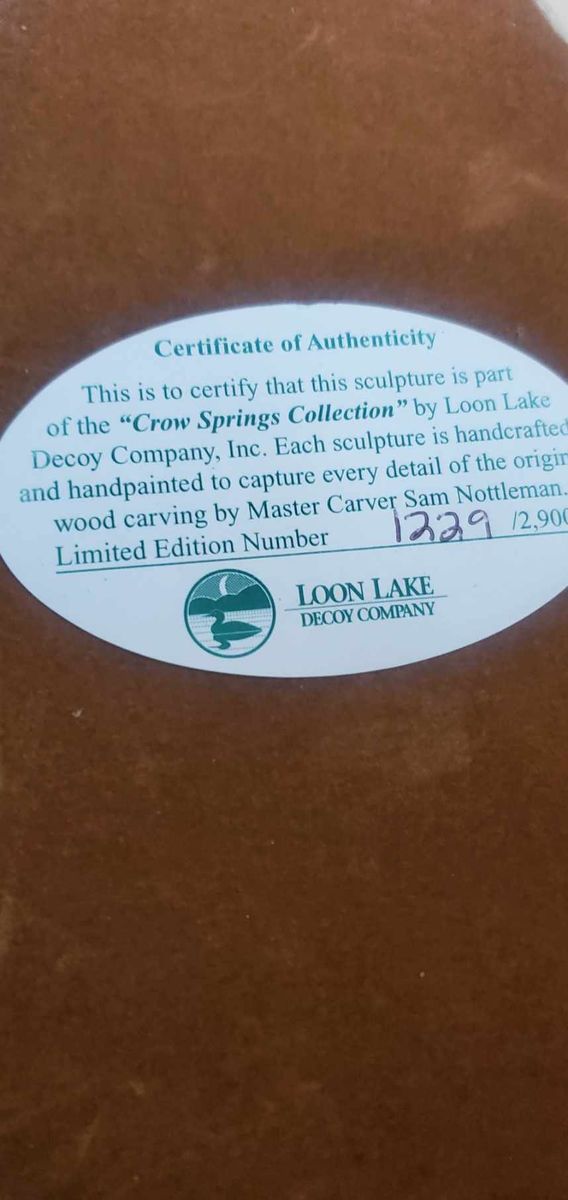 Certificate of Authenticity
This is to certify that this sculpture is part
of the “Crow Springs Collection” by Loon Lake
Decoy Company, Inc. Each sculpture is handcrafted
and handpainted to capture every detail of the origin
wood carving by Master Carver Sam Nottleman.
Limited Edition Number 1229 /2,900
LOON LAKE
DECOY COMPANY